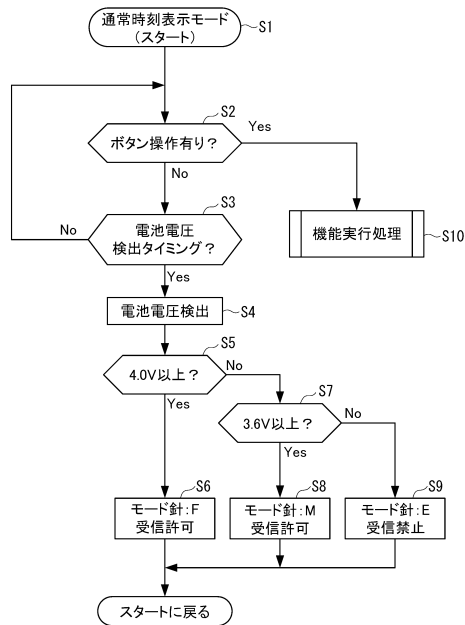 通常時刻表示モード
(スタート)
S1
S2
ボタン操作有り？
Yes
No
S3
No
電池電圧
検出タイミング？
Yes
機能実行処理
S10
電池電圧検出
S4
S5
4.0V以上？
No
Yes
S7
3.6V以上？
No
Yes
S6
モード針：F
受信許可
S8
モード針：M
受信許可
S9
モード針：E
受信禁止
スタートに戻る